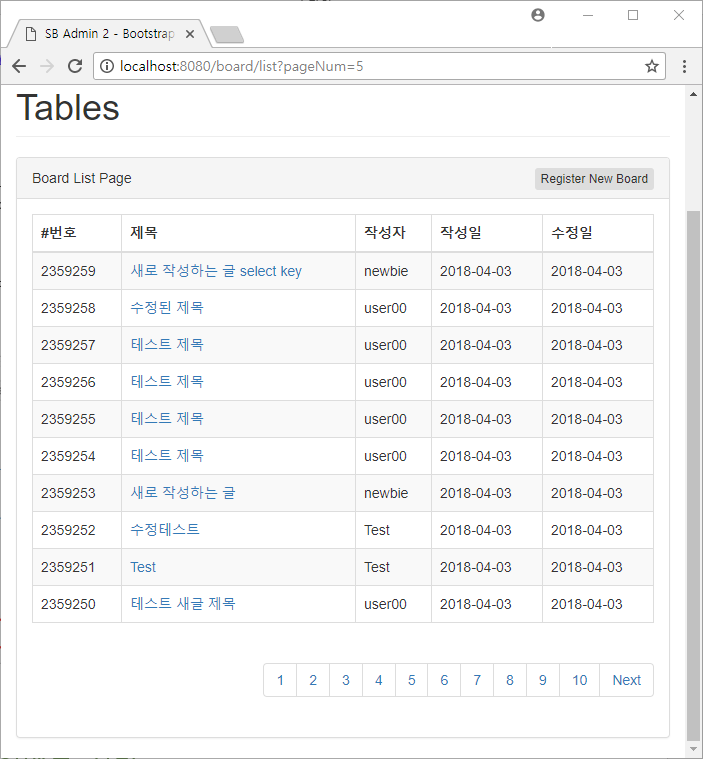 SB Admin 2 - Bootstrap
localhost:8080/board/list?pageNum=5
Tables
Board List Page Register New Board
#번호 제목 작성자 작성일 수정일
2359259 새로 작성하는 글 select key newbie 2018-04-03 2018-04-03
2359258 수정된 제목 user00 2018-04-03 2018-04-03
2359257 테스트 제목 user00 2018-04-03 2018-04-03
2359256 테스트 제목 user00 2018-04-03 2018-04-03
2359255 테스트 제목 user00 2018-04-03 2018-04-03
2359254 테스트 제목 user00 2018-04-03 2018-04-03
2359253 새로 작성하는 글 newbie 2018-04-03 2018-04-03
2359252 수정테스트 Test 2018-04-03 2018-04-03
2359251 Test Test 2018-04-03 2018-04-03
2359250 테스트 새글 제목 user00 2018-04-03 2018-04-03
1 2 3 4 5 6 7 8 9 10 Next